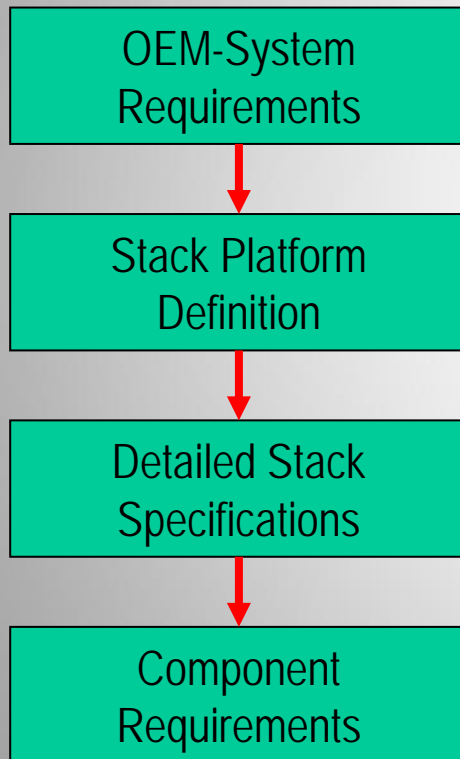 OEM-System
Requirements
Stack Platform
Definition
Detailed Stack
Specifications
Component
Requirements